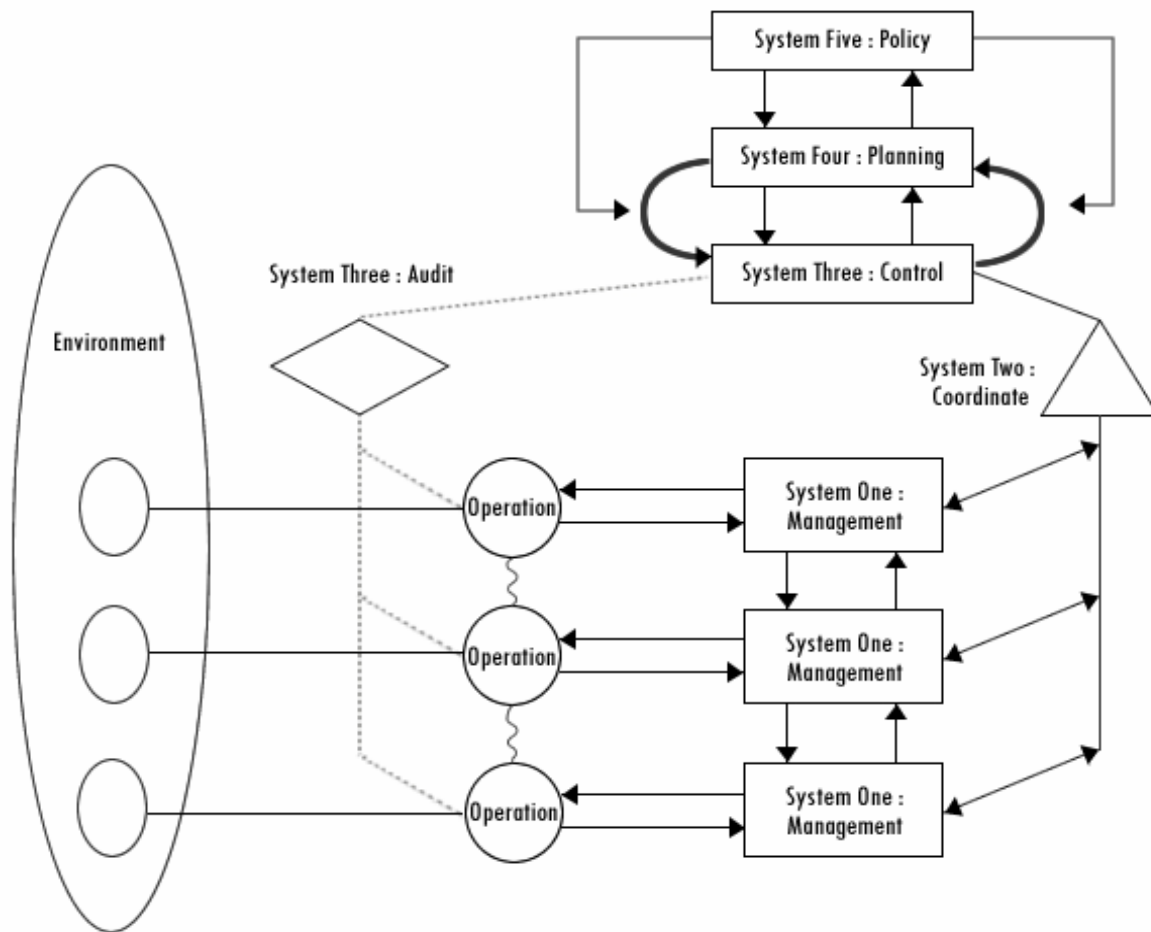 System Five : Policy
System Four : Planning
System Three : Control
System Three : Audit
Environment
System Two :
Coordinate
Operation
System One :
Management
Operation
System One :
Management
Operation
System One :
Management